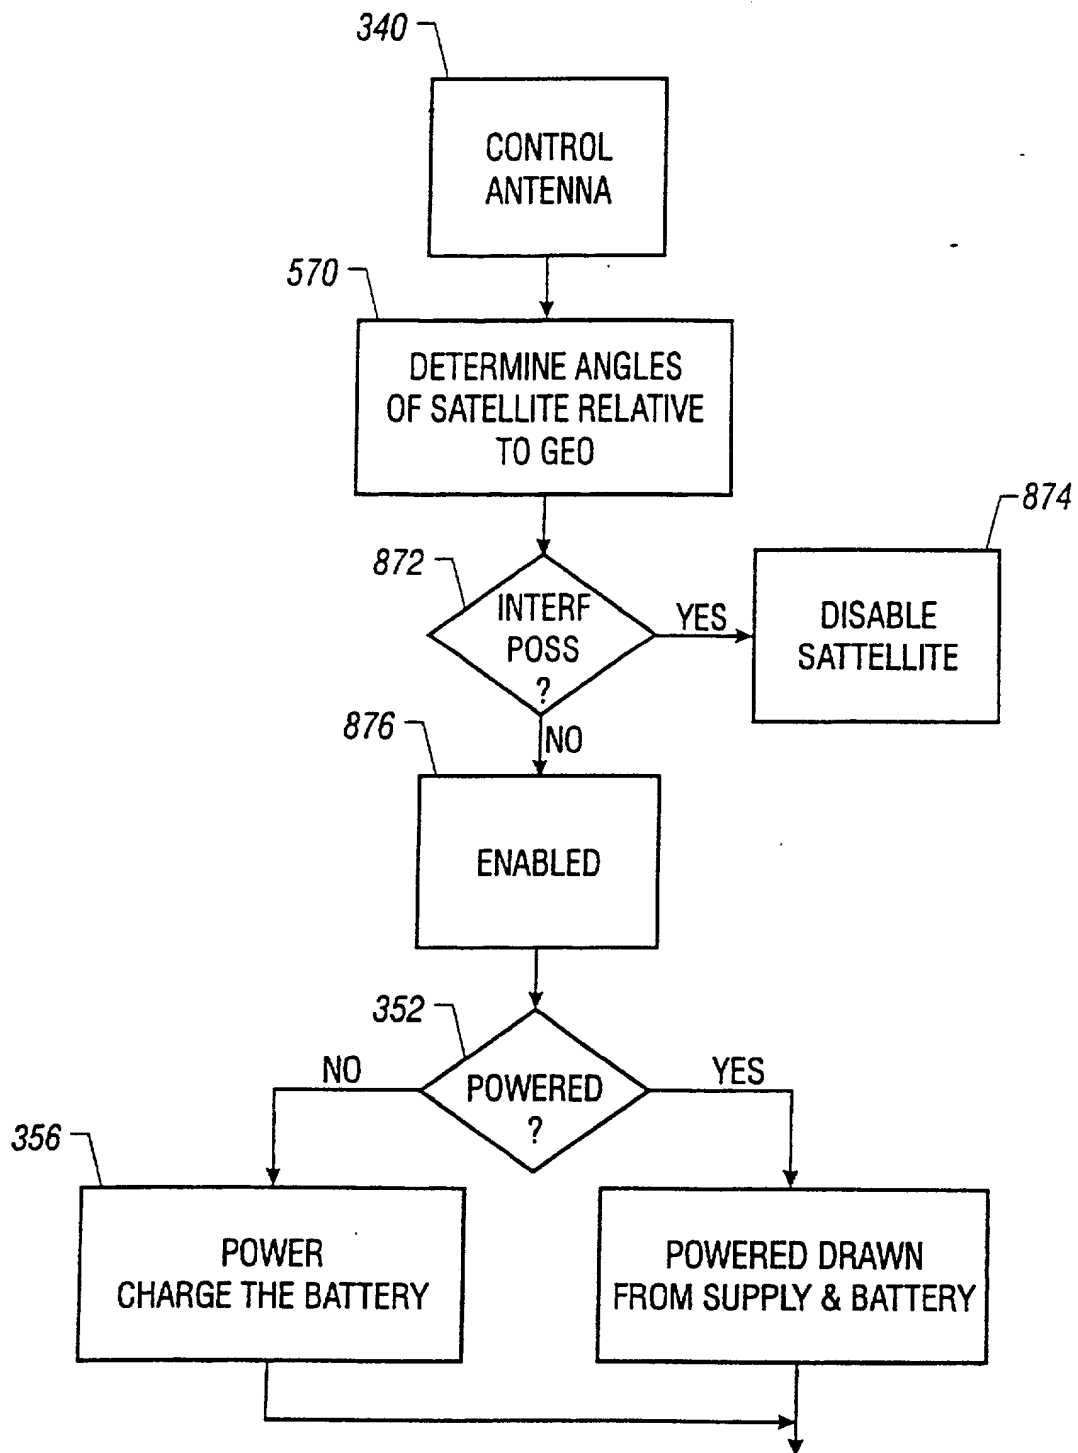 340
CONTROL
ANTENNA
570
DETERMINE ANGLES
OF SATELLITE RELATIVE
TO GEO
874
872
INTERF
POSS
?
YES
DISABLE
SATTELLITE
876
NO
ENABLED
352
NO
POWERED
?
YES
356
POWER
CHARGE THE BATTERY
POWERED DRAWN
FROM SUPPLY & BATTERY